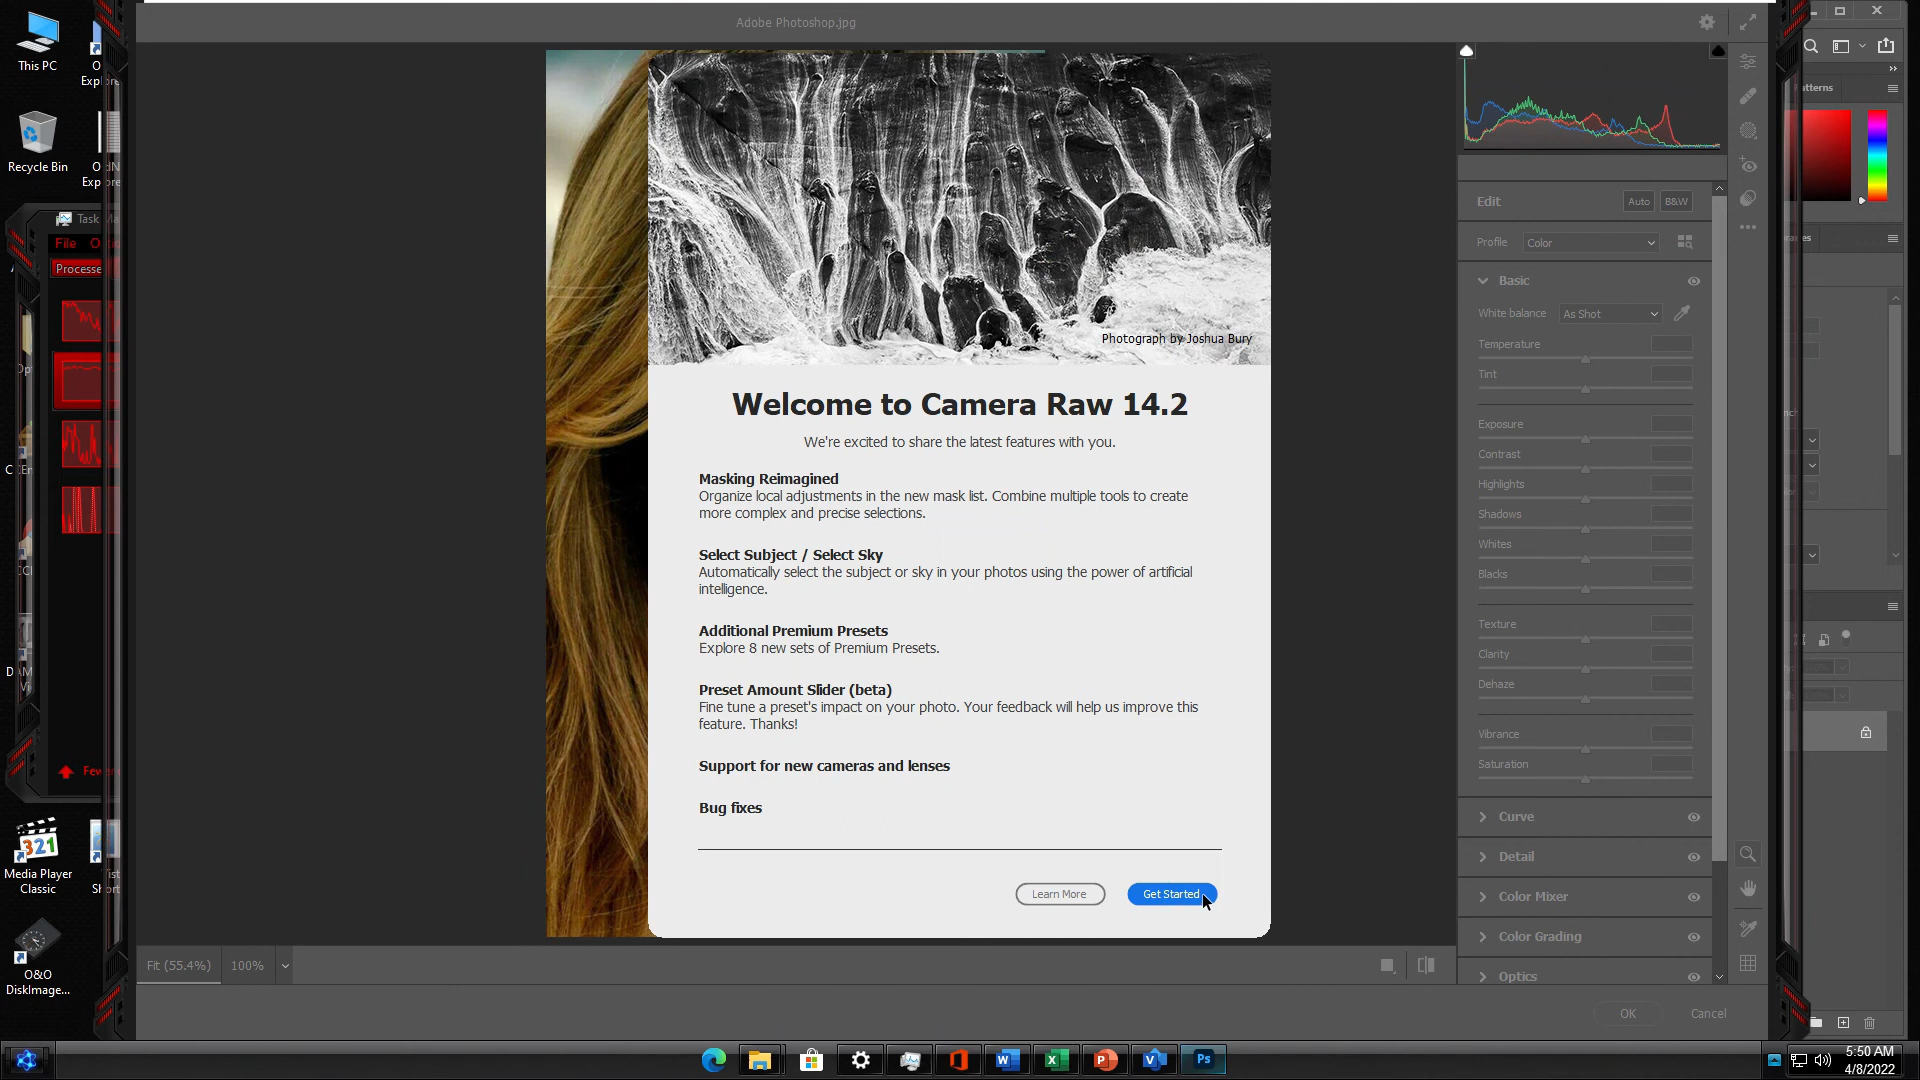 Adobe Photoshop.jpg
This PC
Recycle Bin
Task
File
Processe
Media Player
Classic
O&O
DiskImage...
Photograph by Joshua Bury
Welcome to Camera Raw 14.2
We're excited to share the latest features with you.
Masking Reimagined
Organize local adjustments in the new mask list. Combine multiple tools to create
more complex and precise selections.
Select Subject / Select Sky
Automatically select the subject or sky in your photos using the power of artificial
intelligence.
Additional Premium Presets
Explore 8 new sets of Premium Presets.
Preset Amount Slider (beta)
Fine tune a preset's impact on your photo. Your feedback will help us improve this
feature. Thanks!
Support for new cameras and lenses
Bug fixes
Learn More
Get Started
Fit (55.4%)
100%
Edit
Auto
B&W
Profile
Color
Basic
White balance
As Shot
Temperature
Tint
Exposure
Contrast
Highlights
Shadows
Whites
Blacks
Texture
Clarity
Dehaze
Vibrance
Saturation
Curve
Detail
Color Mixer
Color Grading
Optics
OK
Cancel
Ps
5:50 AM
4/8/2022